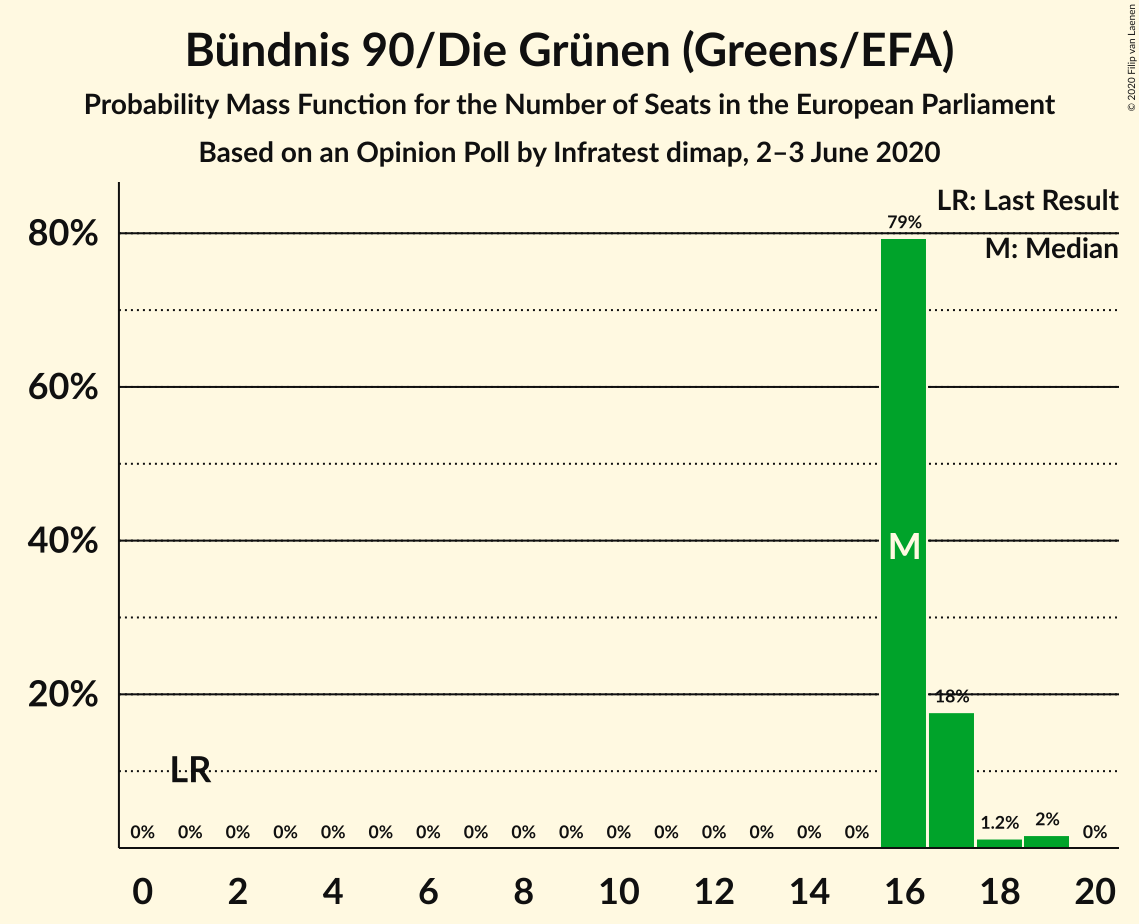 Bündnis 90/Die Grünen (Greens/EFA)
Probability Mass Function for the Number of Seats in the European Parliament
Based on an Opinion Poll by Infratest dimap, 2–3 June 2020
© 2020 Filip van Laenen
LR: Last Result
M: Median
80%
60%
40%
20%
79%
M
18%
LR
0% 0% 0% 0% 0% 0% 0% 0% 0% 0% 0% 0% 0% 0% 0% 0% 1.2% 2% 0%
0 2 4 6 8 10 12 14 16 18 20